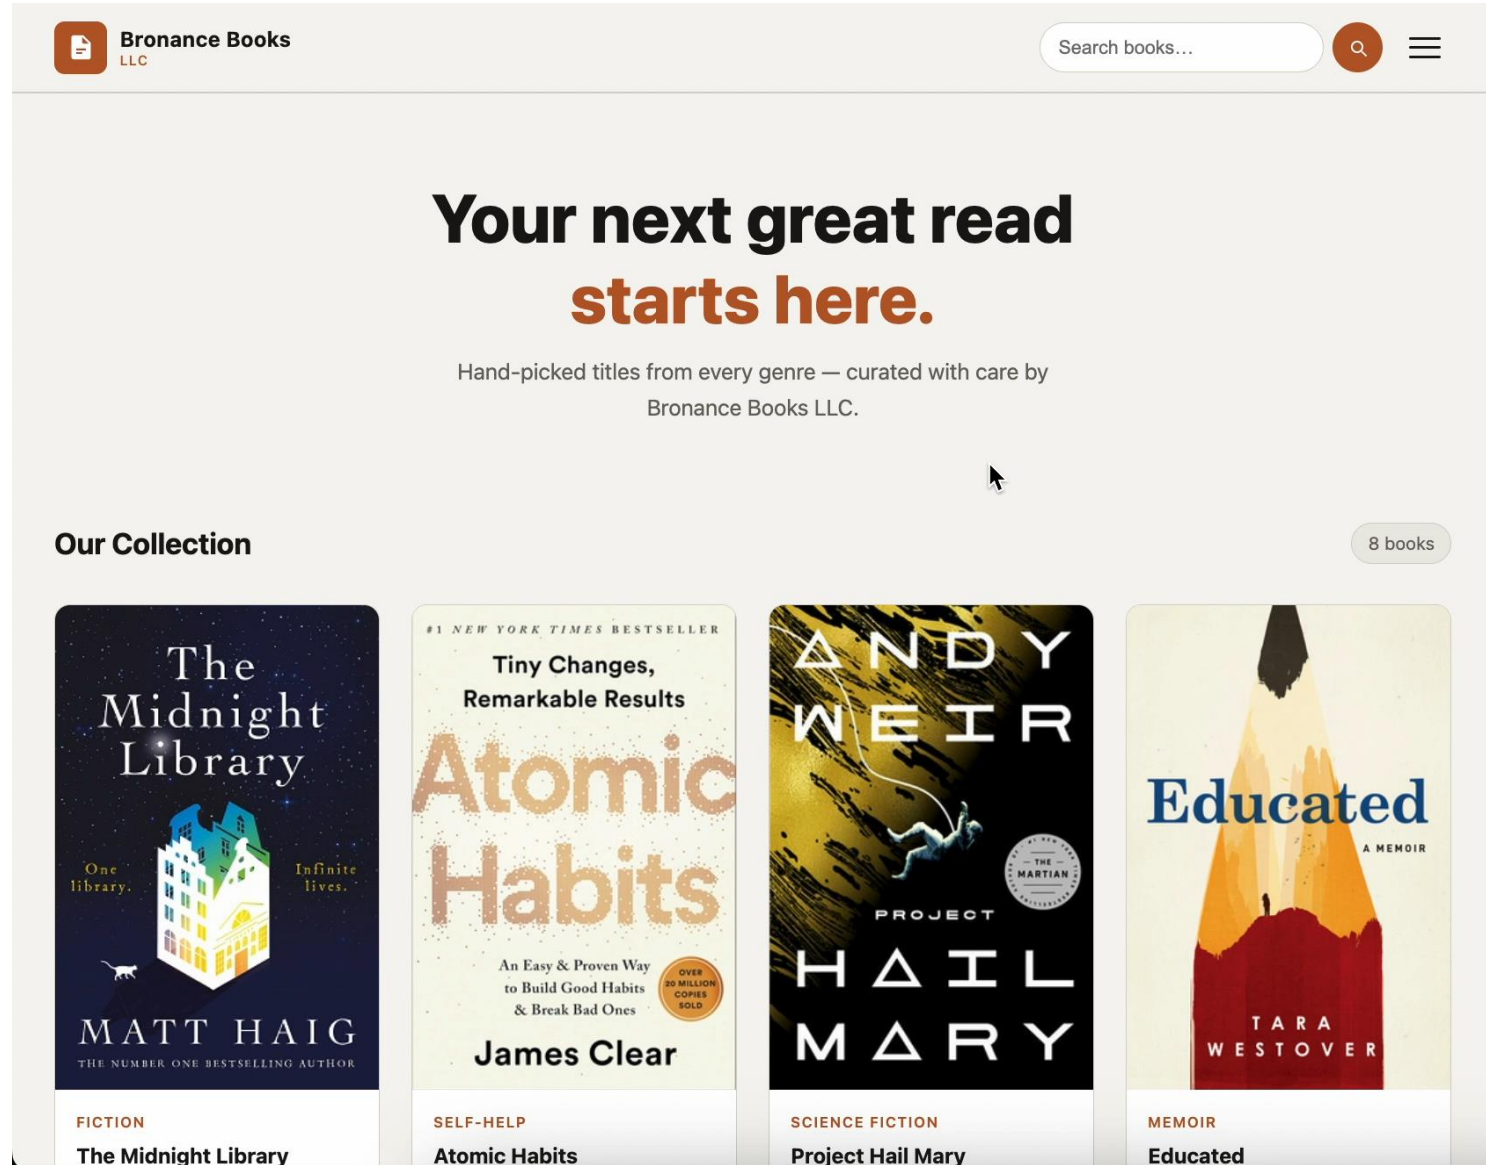 Bronance Books
LLC
Search books...
Your next great read
starts here.
Hand-picked titles from every genre — curated with care by
Bronance Books LLC.
Our Collection
8 books
The
Midnight
Library
One
library.
Infinite
lives.
MATT HAIG
THE NUMBER ONE BESTSELLING AUTHOR
#1 NEW YORK TIMES BESTSELLER
Tiny Changes,
Remarkable Results
Atomic
Habits
An Easy & Proven Way
to Build Good Habits
& Break Bad Ones
OVER
20 MILLION
COPIES
SOLD
James Clear
ANDY
WEIR
THE
MARTIAN
PROJECT
HAIL
MARY
Educated
A MEMOIR
TARA
WESTOVER
FICTION
The Midnight Library
SELF-HELP
Atomic Habits
SCIENCE FICTION
Project Hail Mary
MEMOIR
Educated